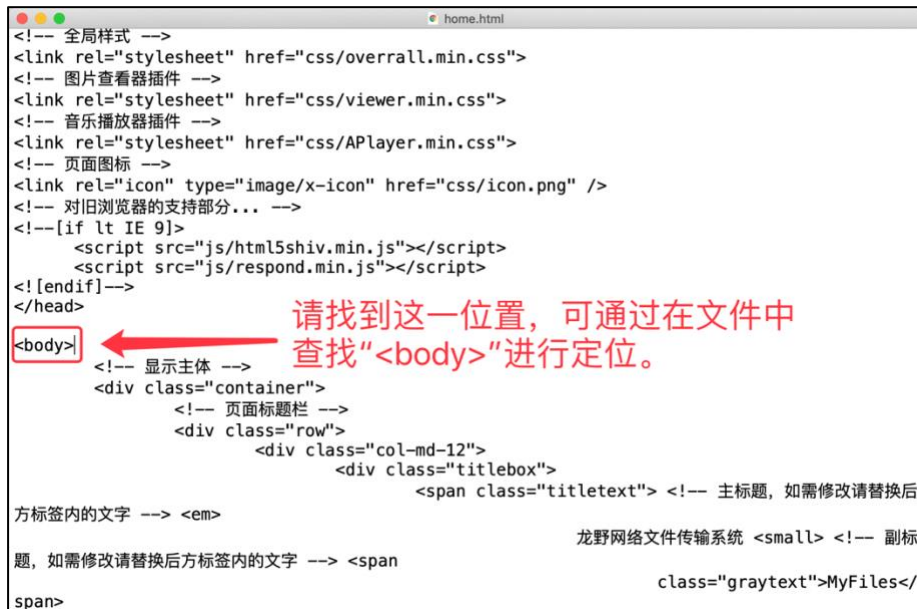 home.html
<!-- 全局样式 -->
<link rel="stylesheet" href="css/overrall.min.css">
<!-- 图片查看器插件 -->
<link rel="stylesheet" href="css/viewer.min.css">
<!-- 音乐播放器插件 -->
<link rel="stylesheet" href="css/APlayer.min.css">
<!-- 页面图标 -->
<link rel="icon" type="image/x-icon" href="css/icon.png" />
<!-- 对旧浏览器的支持部分... -->
<!--[if lt IE 9]>
<script src="js/html5shiv.min.js"></script>
<script src="js/respond.min.js"></script>
<![endif]-->
</head>
请找到这一位置，可通过在文件中
查找“<body>”进行定位。
<body>
<!-- 显示主体 -->
<div class="container">
<!-- 页面标题栏 -->
<div class="row">
<div class="col-md-12">
<div class="titlebox">
<span class="titletext"> <!-- 主标题，如需修改请替换后
方标签内的文字 --> <em>
龙野网络文件传输系统 <small> <!-- 副标
题，如需修改请替换后方标签内的文字 --> <span
class="graytext">MyFiles</
span>